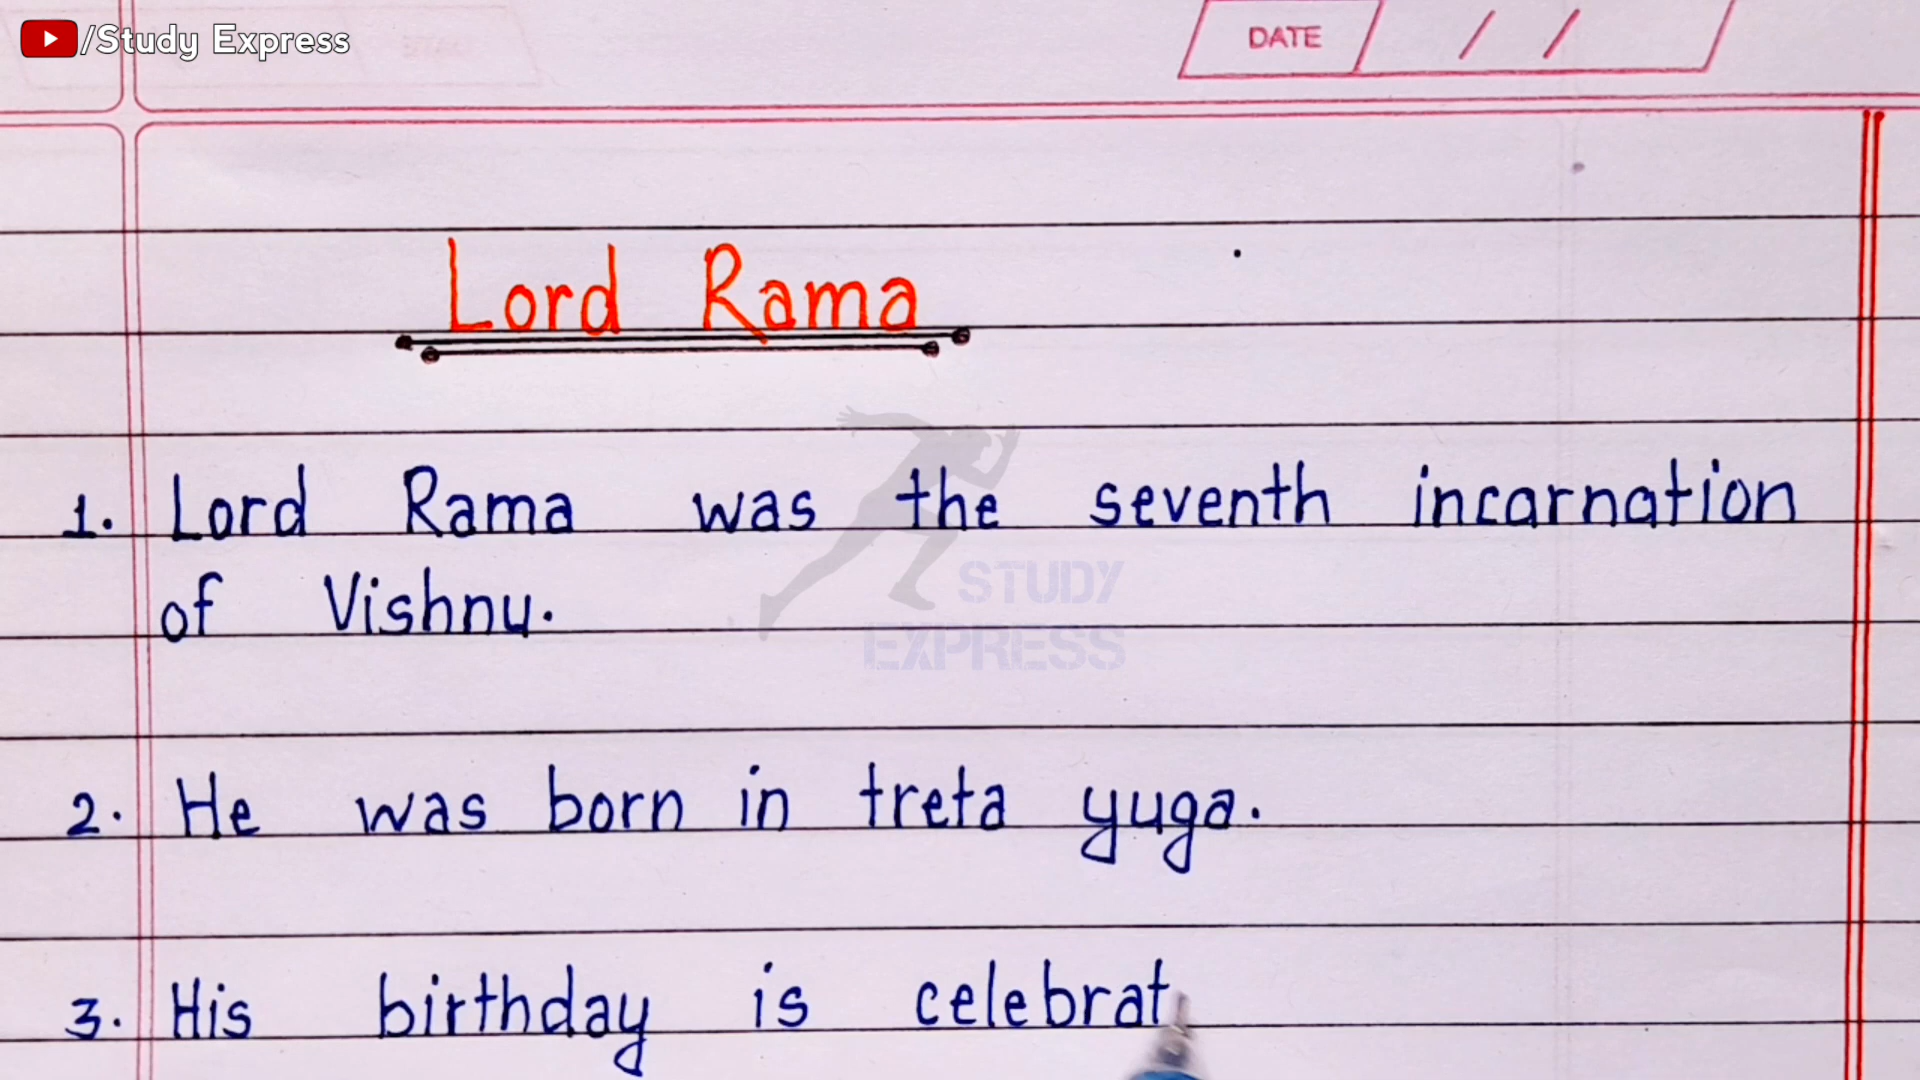 /Study Express
DATE / /
Lord Rama
1. Lord Rama was the seventh incarnation
of Vishnu.
STUDY
EXPRESS
2. He was born in treta yuga.
3. His birthday is celebrat